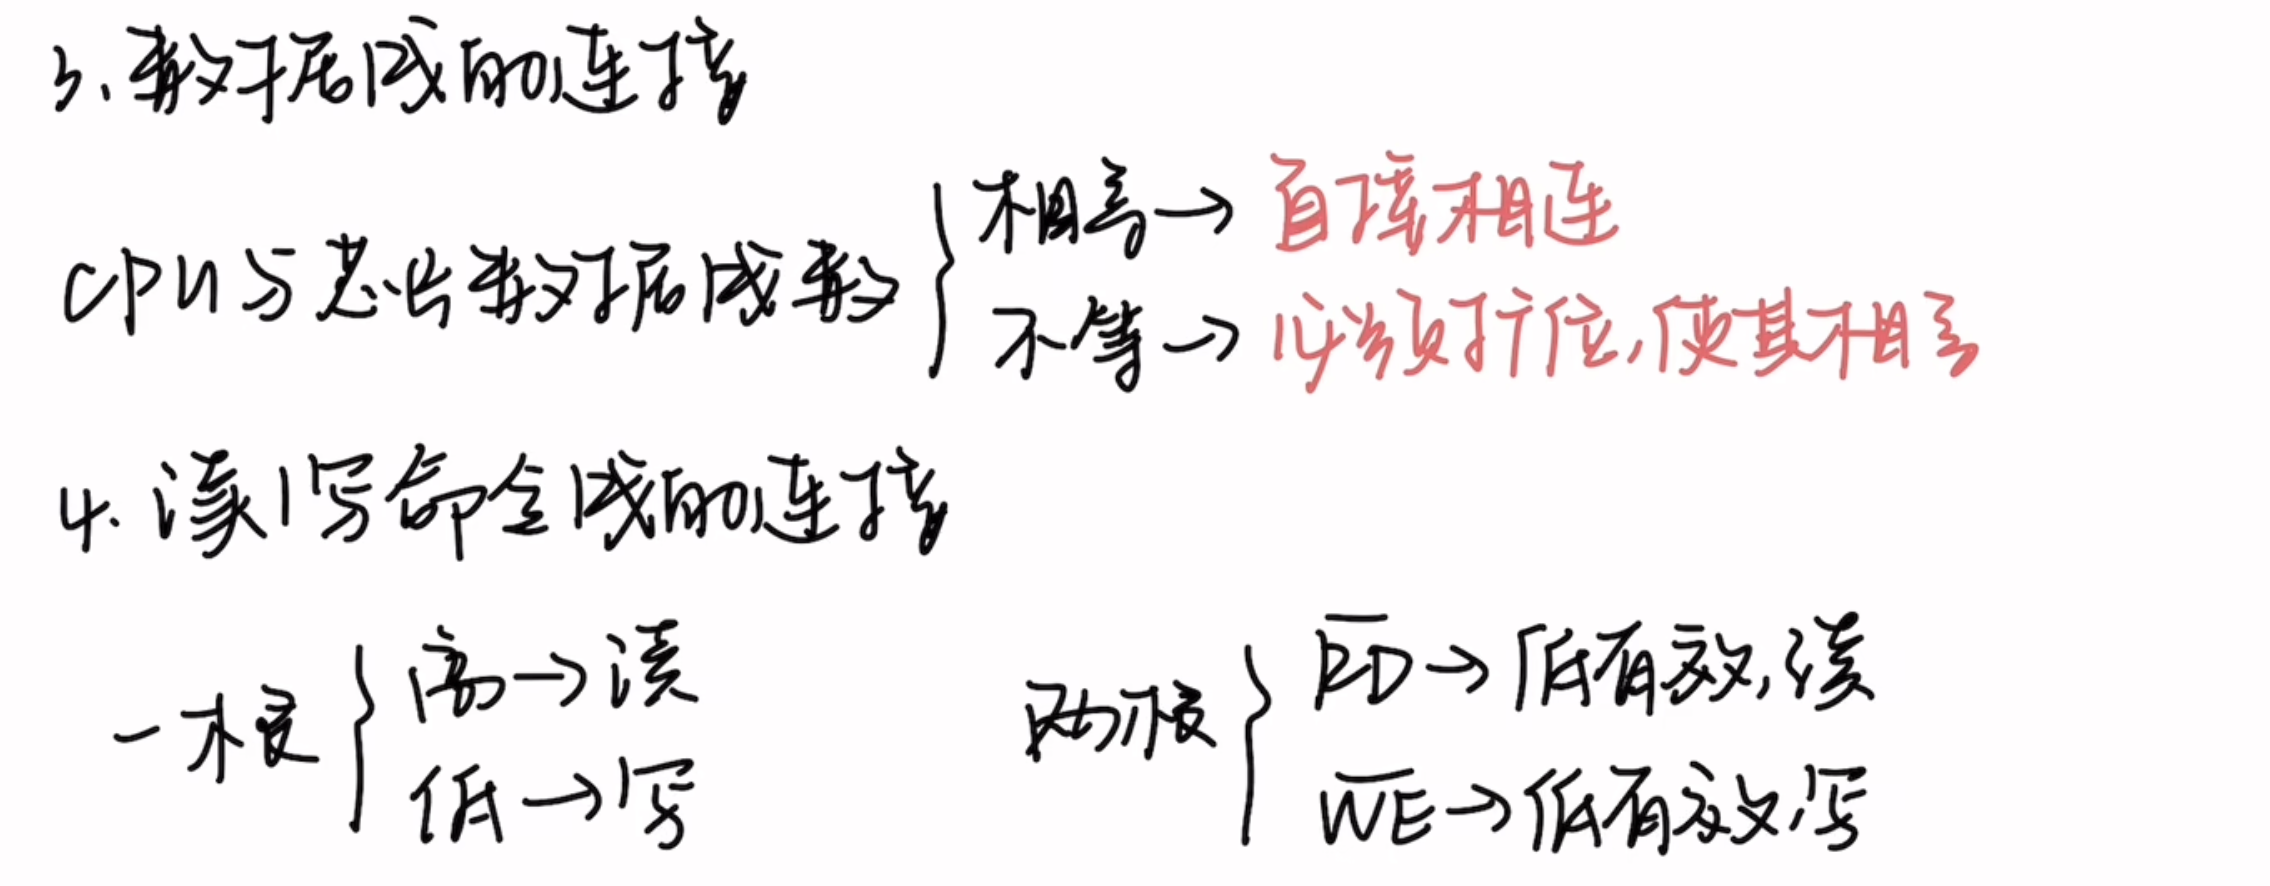 3. 数据线的连接
相等→直接相连
CPU与芯片数据线数
不等→必须扩位,使其相等
4. 读/写命令线的连接
高→读
RD→低有效,读
一根
两根
低→写
WE→低有效,写